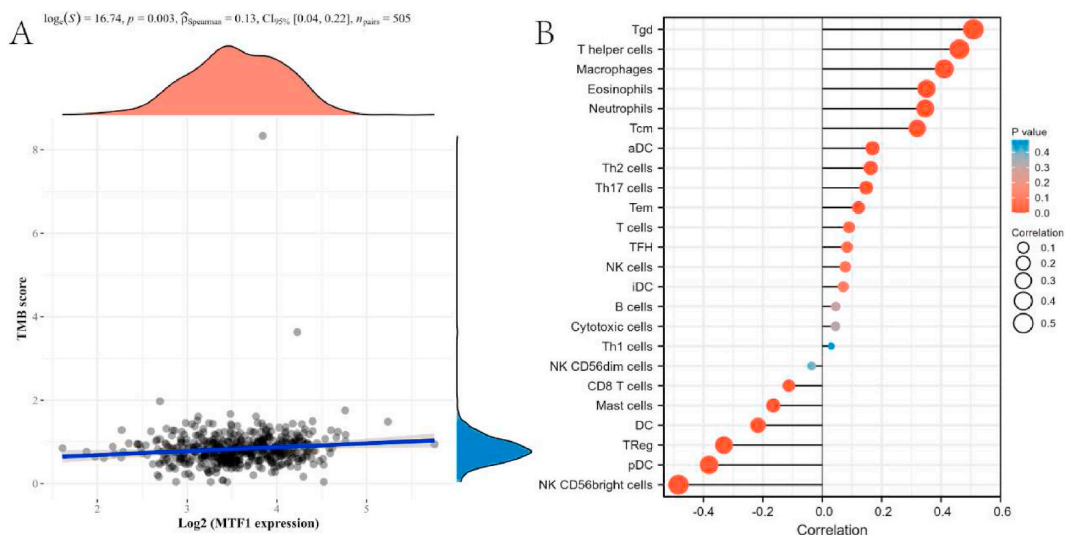 A
logₑ(S) = 16.74, p = 0.003, ρ̂Spearman = 0.13, CI95% [0.04, 0.22], npairs = 505
TMB score
8
6
4
2
0
2
3
4
5
Log2 (MTF1 expression)
B
Tgd
T helper cells
Macrophages
Eosinophils
Neutrophils
Tcm
aDC
Th2 cells
Th17 cells
Tem
T cells
TFH
NK cells
iDC
B cells
Cytotoxic cells
Th1 cells
NK CD56dim cells
CD8 T cells
Mast cells
DC
TReg
pDC
NK CD56bright cells
-0.4
-0.2
0.0
0.2
0.4
0.6
Correlation
P value
0.4
0.3
0.2
0.1
0.0
Correlation
0.1
0.2
0.3
0.4
0.5